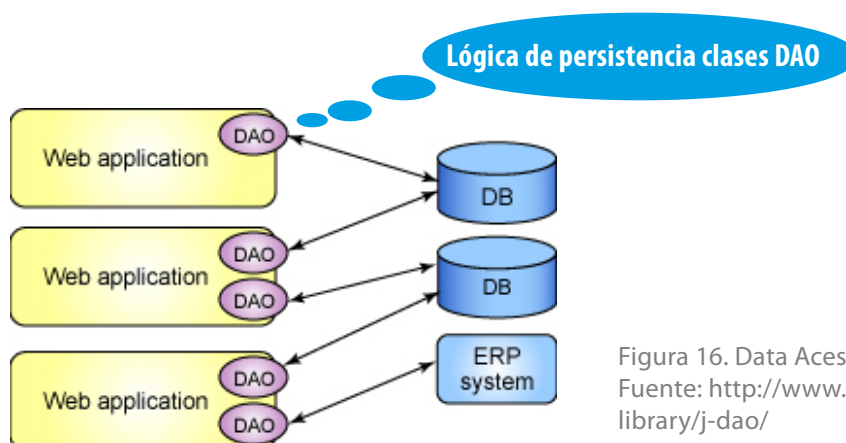 Lógica de persistencia clases DAO
DAO
Web application
DB
DAO
Web application
DAO
DB
DAO
Web application
DAO
ERP
system
Figura 16. Data Aces
Fuente: http://www.
library/j-dao/